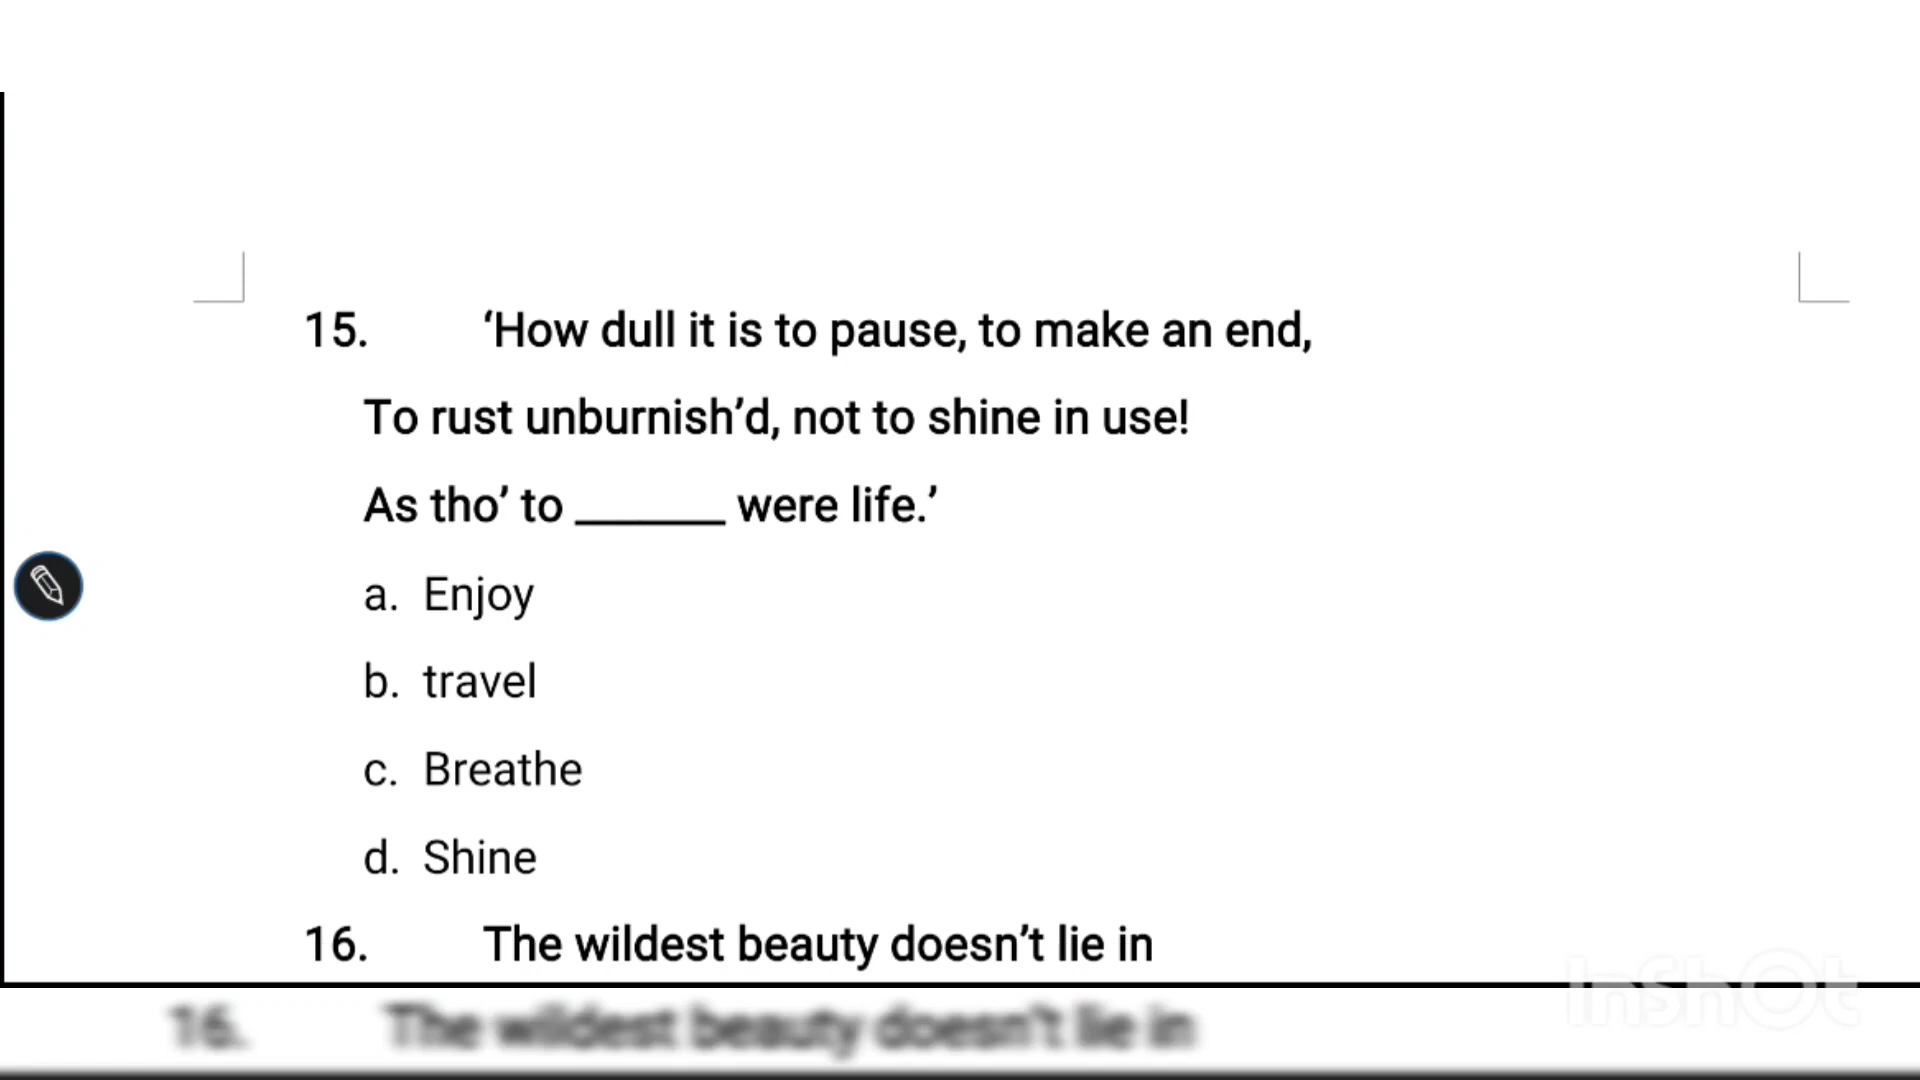 15. ‘How dull it is to pause, to make an end,
To rust unburnish’d, not to shine in use!
As tho’ to _______ were life.’
a. Enjoy
b. travel
c. Breathe
d. Shine
16. The wildest beauty doesn’t lie in
InShOt
16. The wildest beauty doesn’t lie in